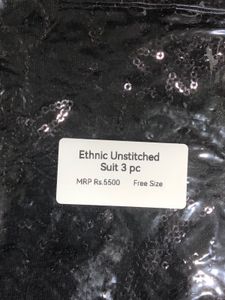 Ethnic Unstitched
Suit 3 pc
MRP Rs.5500 Free Size